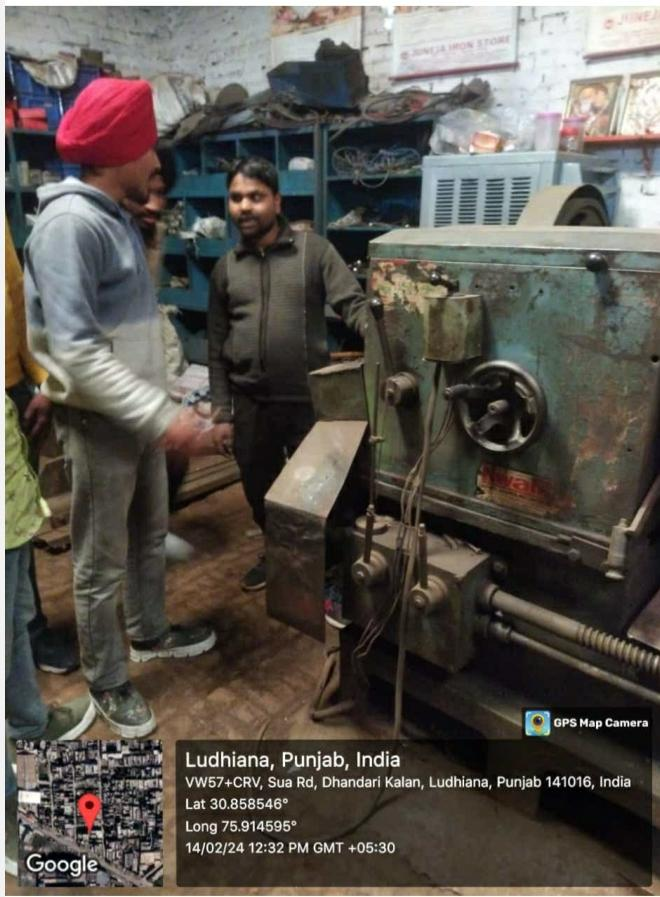 JUNEJA IRON STORE
JUNEJA
GPS Map Camera
Ludhiana, Punjab, India
VW57+CRV, Sua Rd, Dhandari Kalan, Ludhiana, Punjab 141016, India
Lat 30.858546°
Long 75.914595°
14/02/24 12:32 PM GMT +05:30
Google